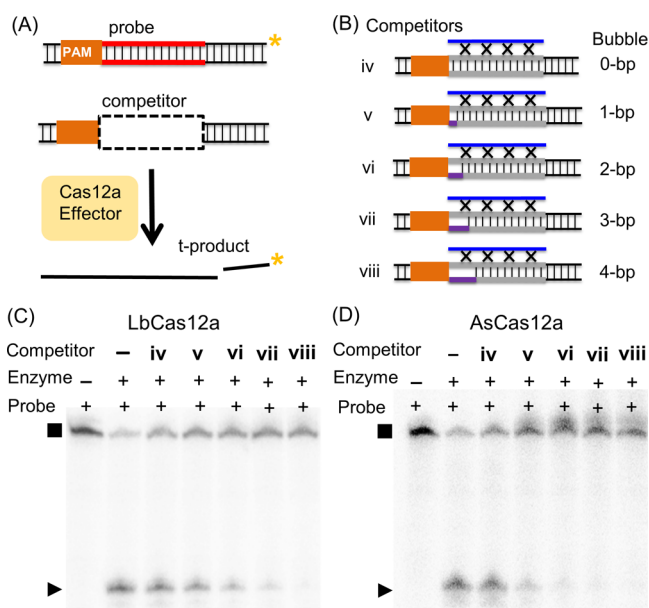 (A)
probe
*
PAM
competitor
Cas12a
Effector
t-product
*
(B) Competitors
Bubble
iv 0-bp
v 1-bp
vi 2-bp
vii 3-bp
viii 4-bp
(C) LbCas12a
Competitor – iv v vi vii viii
Enzyme – + + + + + +
Probe + + + + + + +
(D) AsCas12a
Competitor – iv v vi vii viii
Enzyme – + + + + + +
Probe + + + + + + +